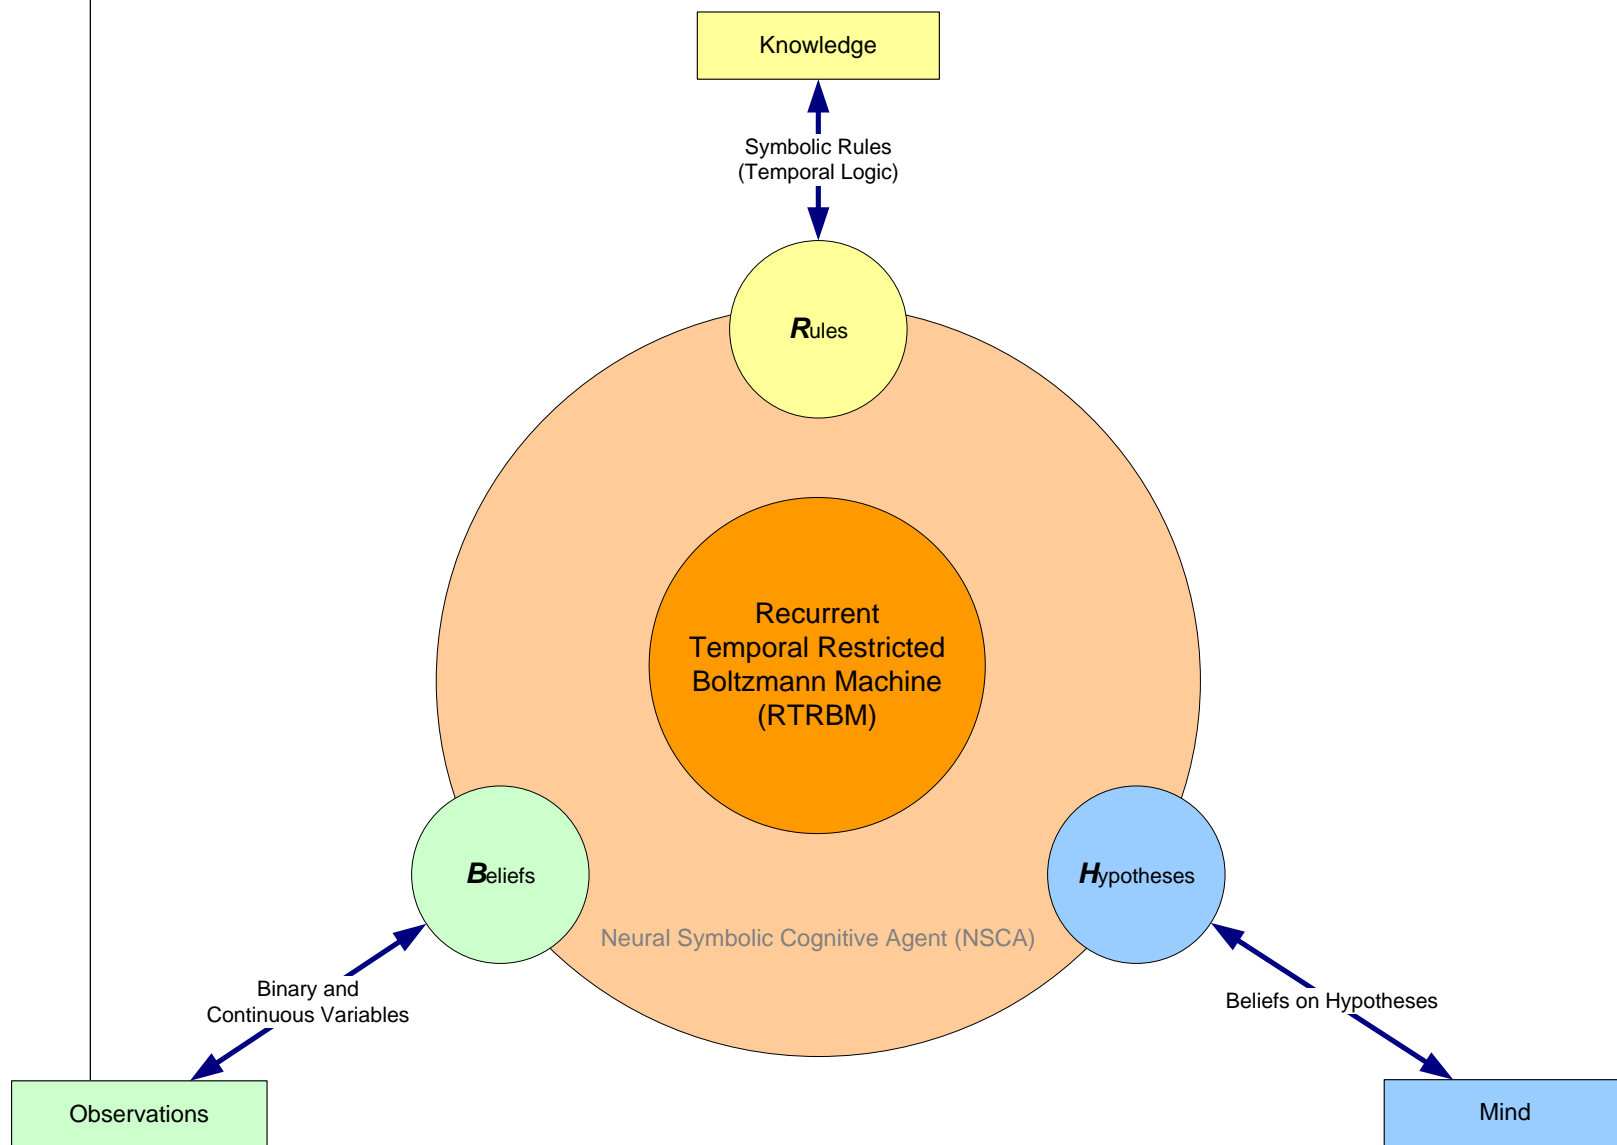 Knowledge
Symbolic Rules
(Temporal Logic)
Rules
Recurrent
Temporal Restricted
Boltzmann Machine
(RTRBM)
Beliefs
Hypotheses
Neural Symbolic Cognitive Agent (NSCA)
Binary and
Continuous Variables
Beliefs on Hypotheses
Observations
Mind